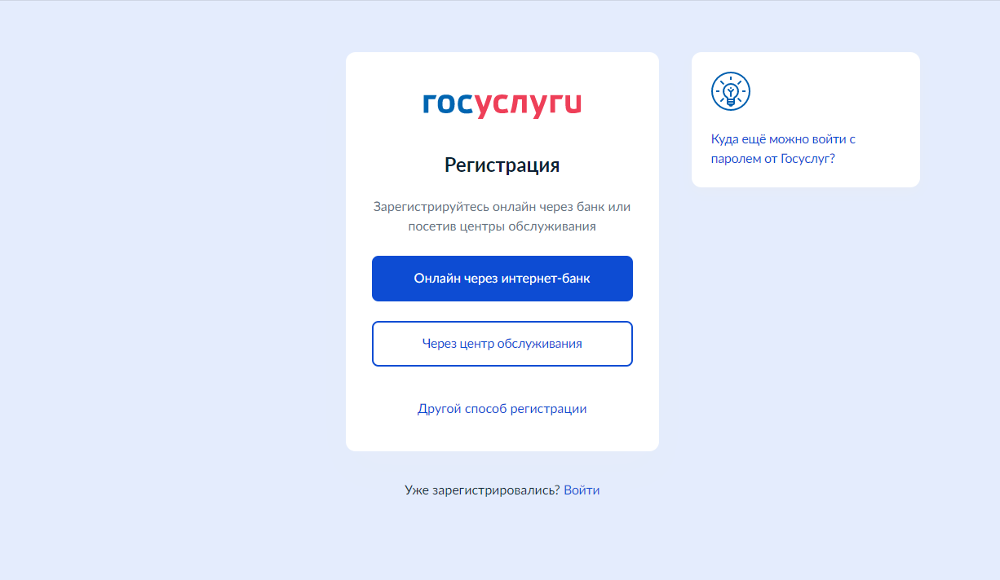 госуслуги
Регистрация
Зарегистрируйтесь онлайн через банк или
посетив центры обслуживания
Онлайн через интернет-банк
Через центр обслуживания
Другой способ регистрации
Уже зарегистрировались? Войти
Куда ещё можно войти с
паролем от Госуслуг?